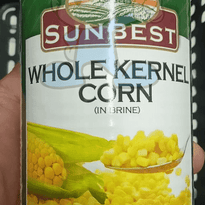 SUNBEST
WHOLE KERNEL
CORN
(IN BRINE)